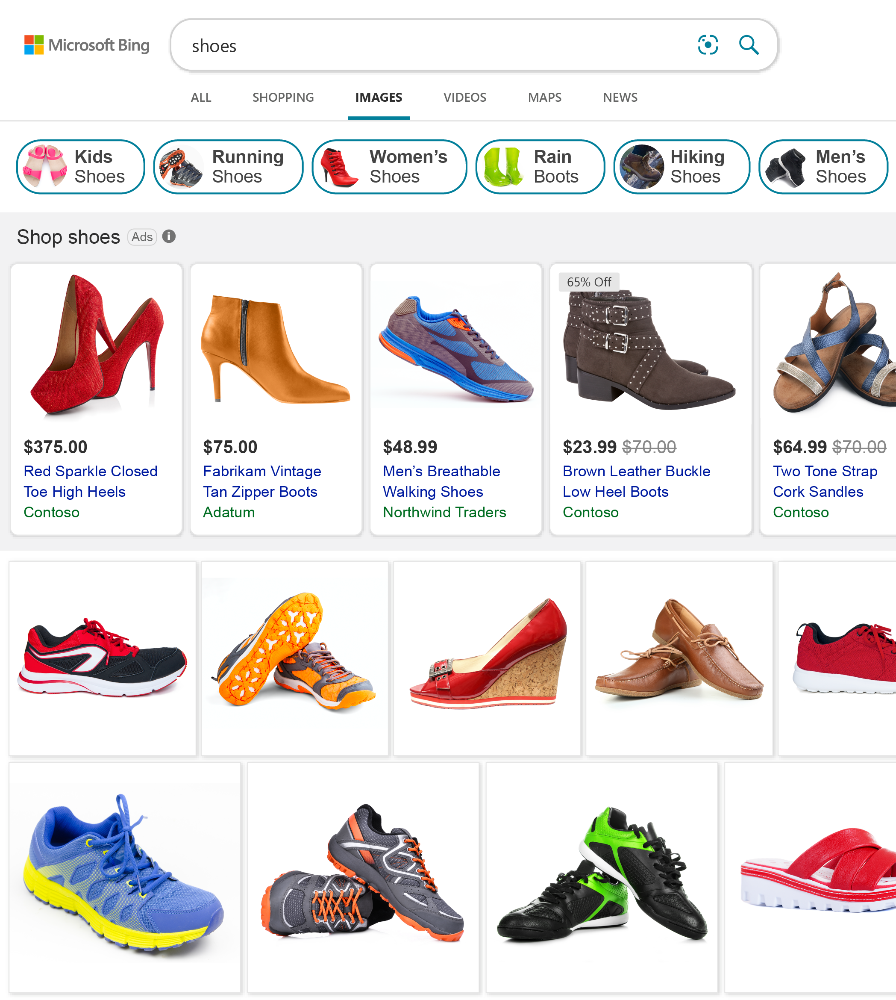 Microsoft Bing
shoes
ALL SHOPPING IMAGES VIDEOS MAPS NEWS
Kids
Shoes
Running
Shoes
Women's
Shoes
Rain
Boots
Hiking
Shoes
Men's
Shoes
Shop shoes Ads
$375.00
Red Sparkle Closed
Toe High Heels
Contoso
$75.00
Fabrikam Vintage
Tan Zipper Boots
Adatum
$48.99
Men's Breathable
Walking Shoes
Northwind Traders
65% Off
$23.99 $70.00
Brown Leather Buckle
Low Heel Boots
Contoso
$64.99 $70.00
Two Tone Strap
Cork Sandles
Contoso